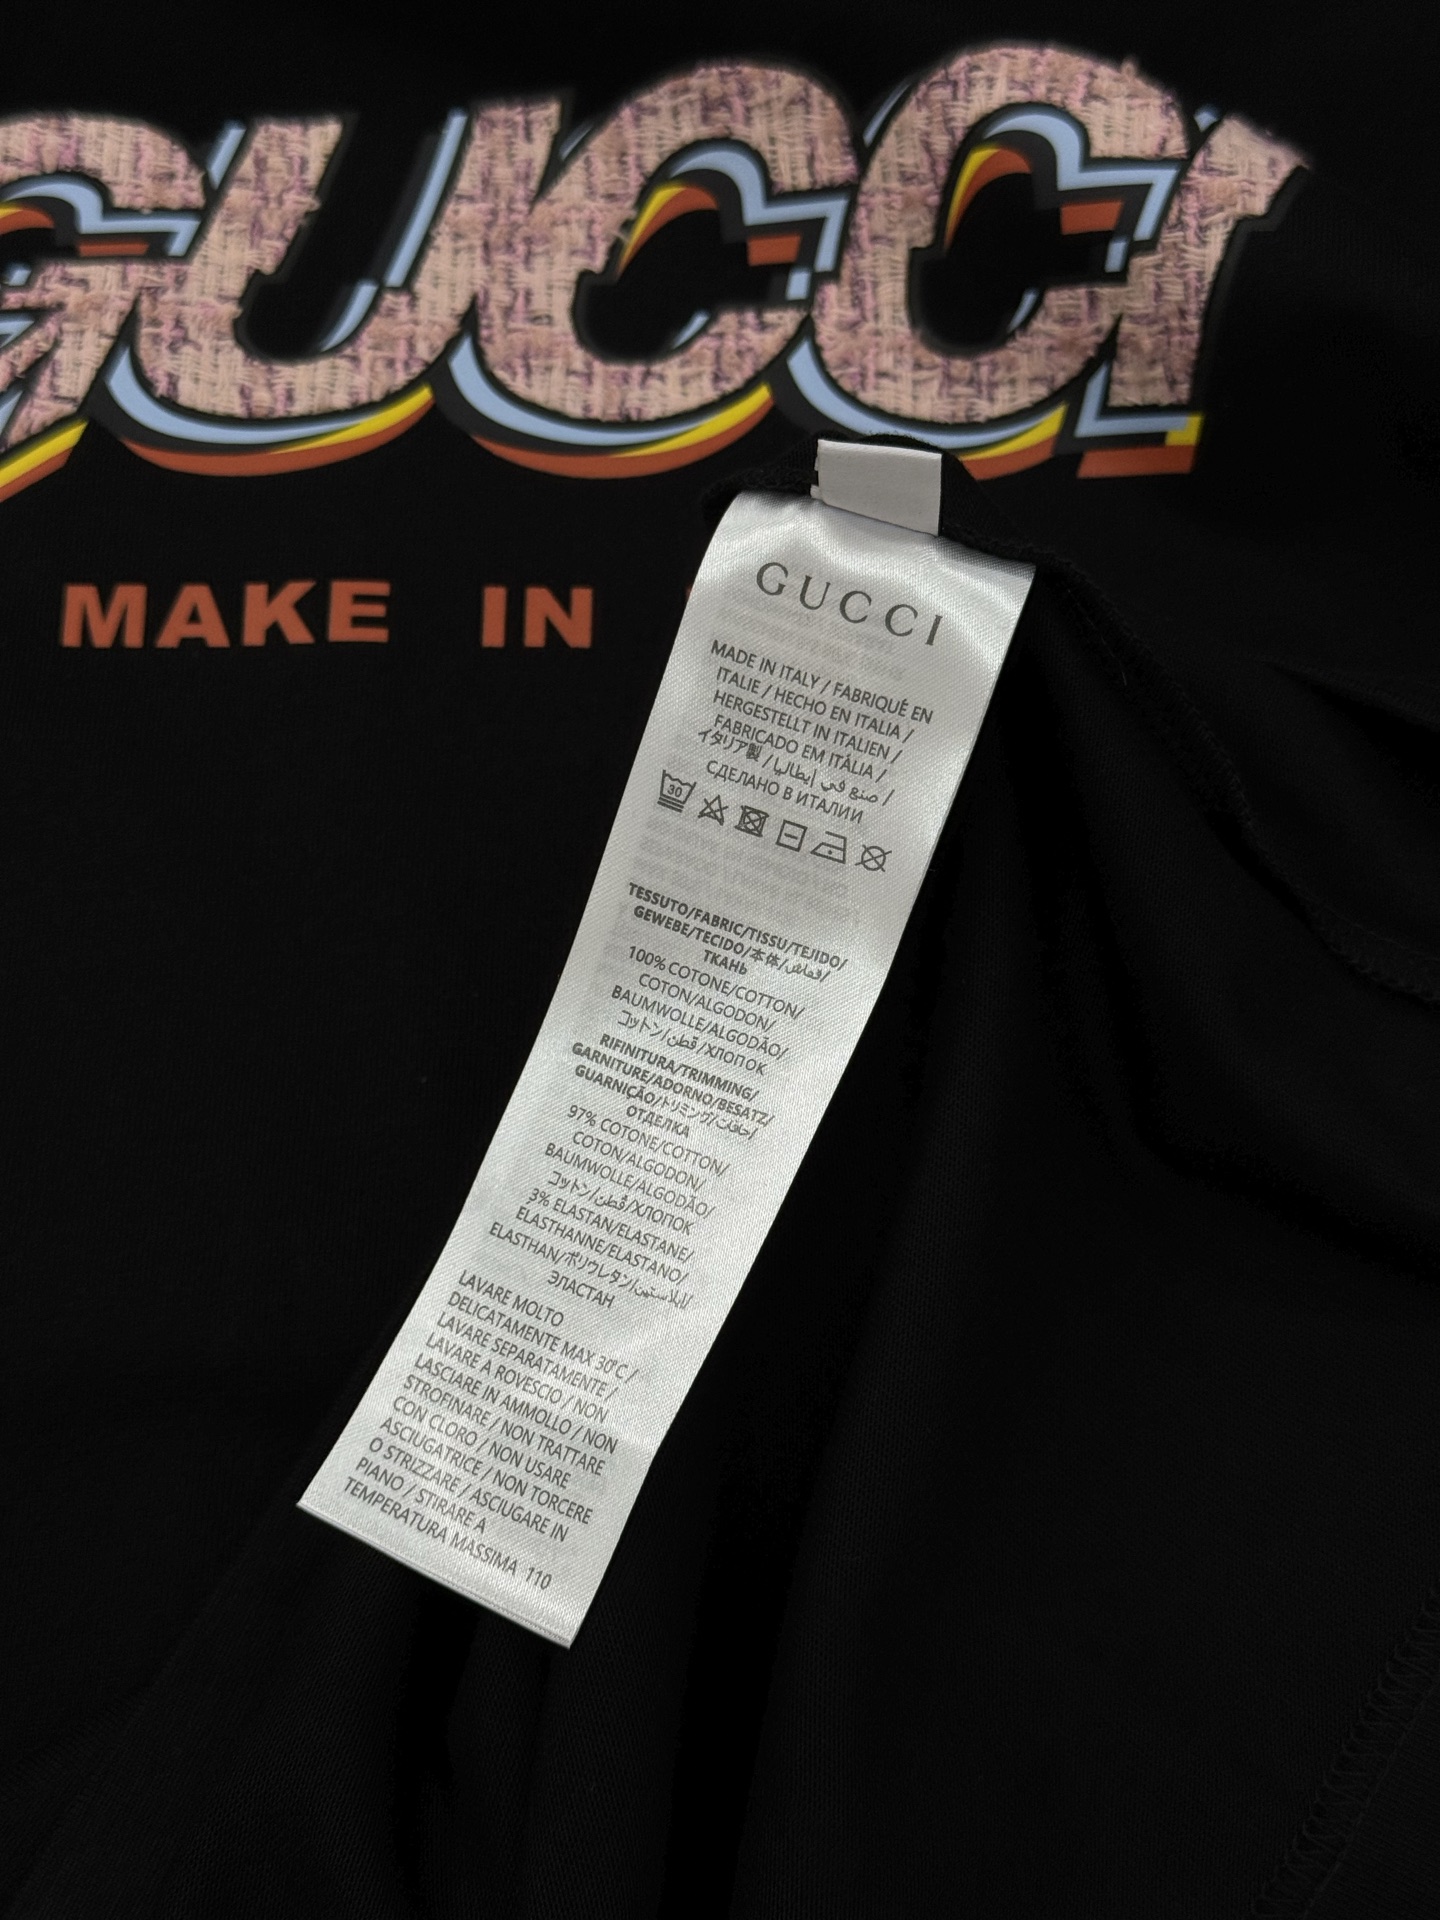 GUCCI
MAKE IN
GUCCI
MADE IN ITALY / FABRIQUÉ EN
ITALIE / HECHO EN ITALIA /
HERGESTELLT IN ITALIEN /
FABRICADO EM ITÁLIA /
イタリア製 / صنع في إيطاليا /
СДЕЛАНО В ИТАЛИИ
30
TESSUTO/FABRIC/TISSU/TEJIDO/
GEWEBE/TECIDO/本体/قماش/
ТКАНЬ
100% COTONE/COTTON/
COTON/ALGODON/
BAUMWOLLE/ALGODÃO/
コットン/قطن/ХЛОПОК
RIFINITURA/TRIMMING/
GARNITURE/ADORNO/BESATZ/
GUARNIÇÃO/トリミング/حافات/
ОТДЕЛКА
97% COTONE/COTTON/
COTON/ALGODON/
BAUMWOLLE/ALGODÃO/
コットン/قطن/ХЛОПОК
3% ELASTAN/ELASTANE/
ELASTHANNE/ELASTANO/
ELASTHAN/ポリウレタン/
ЭЛАСТАН
LAVARE MOLTO
DELICATAMENTE MAX 30°C /
LAVARE SEPARATAMENTE /
LAVARE A ROVESCIO / NON
LASCIARE IN AMMOLLO / NON
STROFINARE / NON TRATTARE
CON CLORO / NON USARE
ASCIUGATRICE / NON TORCERE
O STRIZZARE / ASCIUGARE IN
PIANO / STIRARE A
TEMPERATURA MASSIMA 110